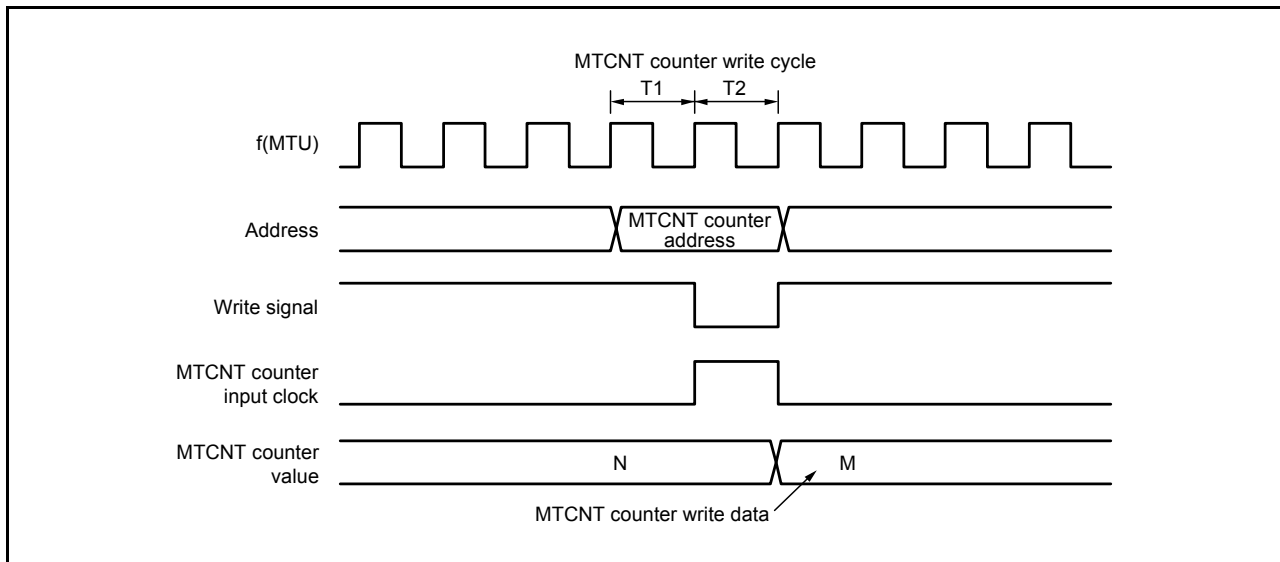 MTCNT counter write cycle
T1 T2
f(MTU)
Address
MTCNT counter
address
Write signal
MTCNT counter
input clock
MTCNT counter
value
N M
MTCNT counter write data